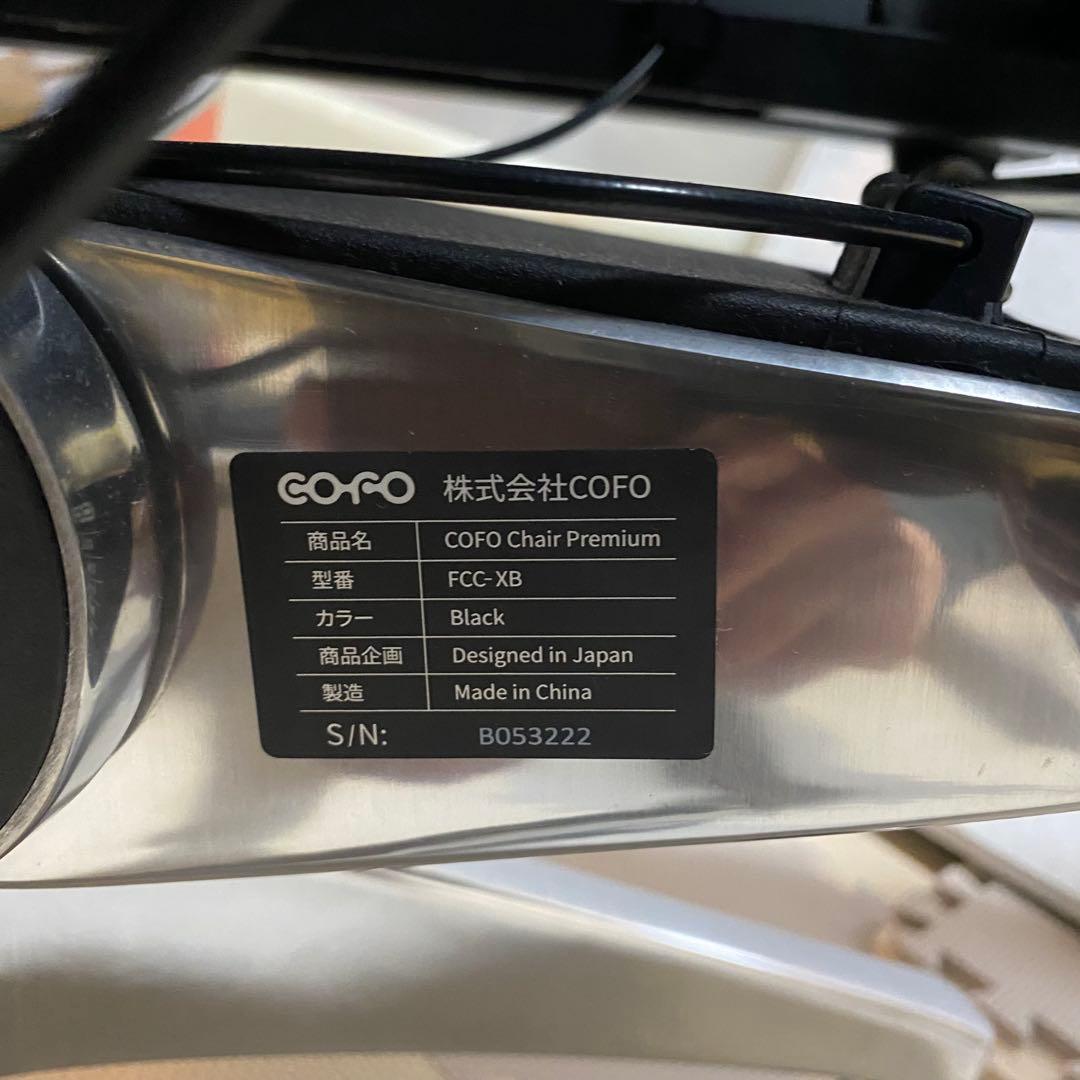 COFO 株式会社COFO
商品名 COFO Chair Premium
型番 FCC-XB
カラー Black
商品企画 Designed in Japan
製造 Made in China
S/N: B053222